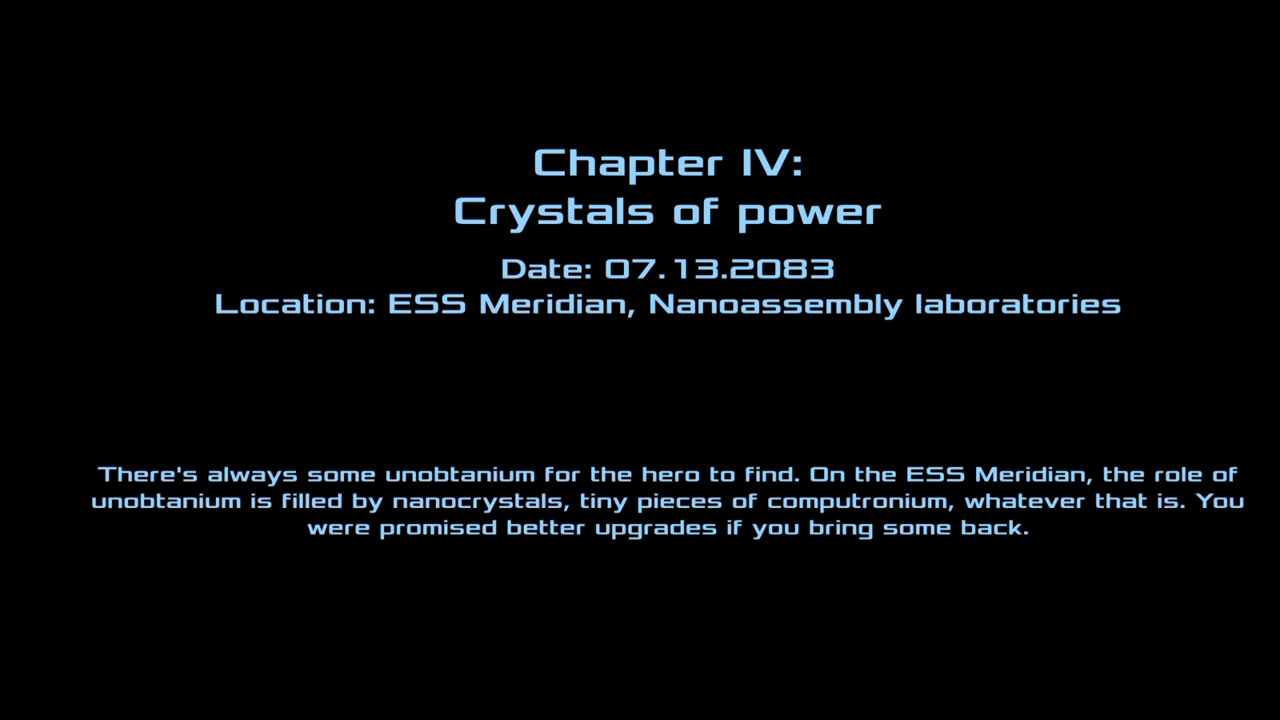 Chapter IV:
Crystals of power
Date: 07.13.2083
Location: ESS Meridian, Nanoassembly laboratories
There's always some unobtanium for the hero to find. On the ESS Meridian, the role of
unobtanium is filled by nanocrystals, tiny pieces of computronium, whatever that is. You
were promised better upgrades if you bring some back.